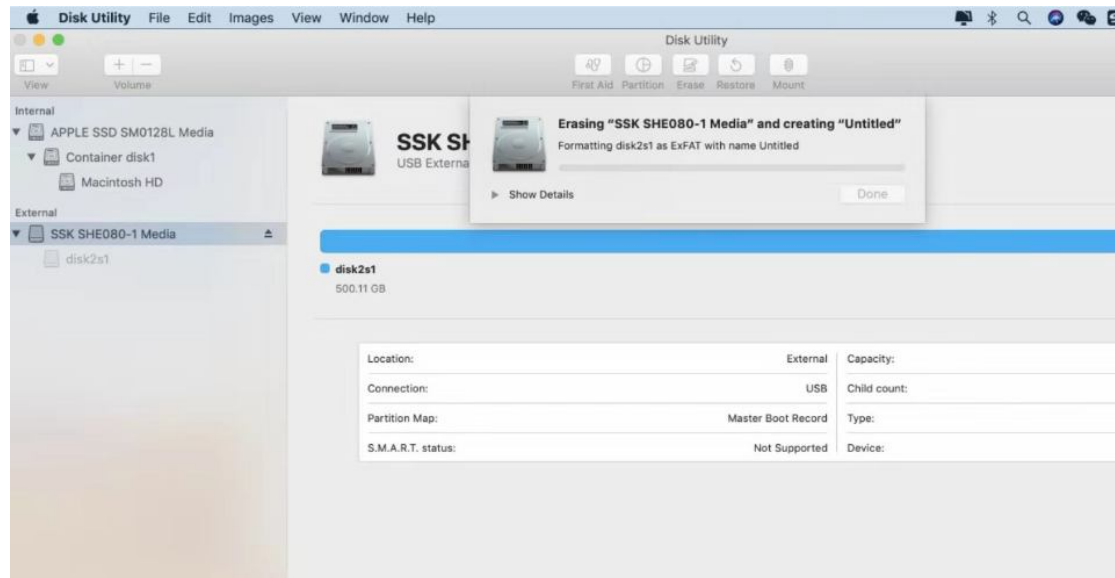 Disk Utility File Edit Images View Window Help
Disk Utility
View Volume First Aid Partition Erase Restore Mount
Internal
APPLE SSD SM0128L Media
Container disk1
Macintosh HD
External
SSK SHE080-1 Media
disk2s1
SSK SH
USB Externa
Erasing “SSK SHE080-1 Media” and creating “Untitled”
Formatting disk2s1 as ExFAT with name Untitled
Show Details Done
disk2s1
500.11 GB
Location: External Capacity:
Connection: USB Child count:
Partition Map: Master Boot Record Type:
S.M.A.R.T. status: Not Supported Device: